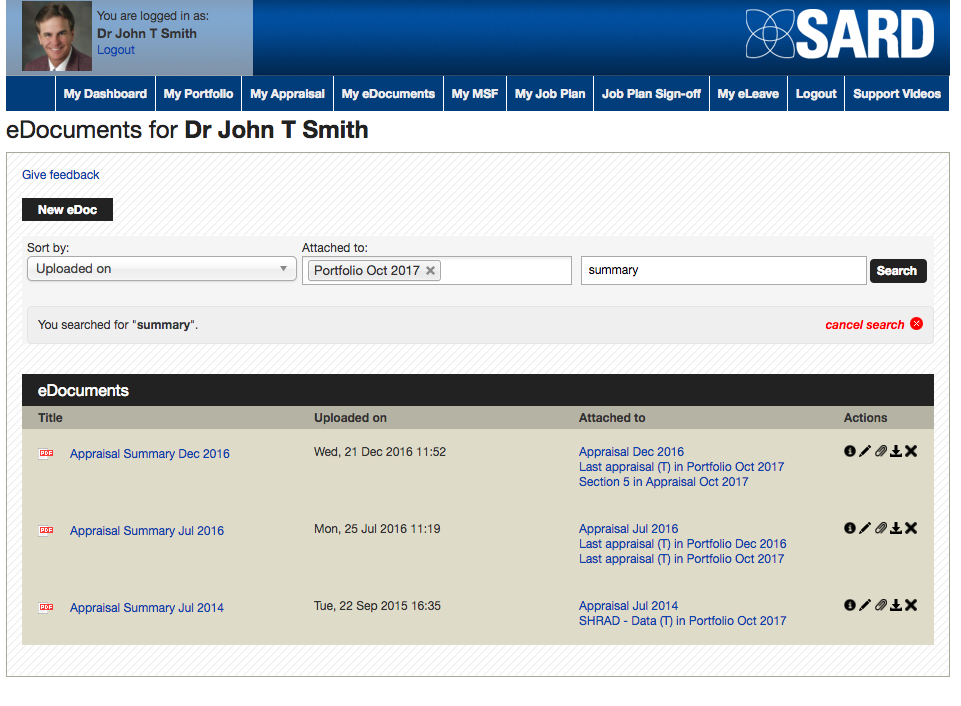 You are logged in as:
Dr John T Smith
Logout
SARD
My Dashboard My Portfolio My Appraisal My eDocuments My MSF My Job Plan Job Plan Sign-off My eLeave Logout Support Videos
eDocuments for Dr John T Smith
Give feedback
New eDoc
Sort by: Attached to:
Uploaded on Portfolio Oct 2017 summary Search
You searched for "summary". cancel search
eDocuments
Title Uploaded on Attached to Actions
PDF Appraisal Summary Dec 2016 Wed, 21 Dec 2016 11:52 Appraisal Dec 2016
Last appraisal (T) in Portfolio Oct 2017
Section 5 in Appraisal Oct 2017
PDF Appraisal Summary Jul 2016 Mon, 25 Jul 2016 11:19 Appraisal Jul 2016
Last appraisal (T) in Portfolio Dec 2016
Last appraisal (T) in Portfolio Oct 2017
PDF Appraisal Summary Jul 2014 Tue, 22 Sep 2015 16:35 Appraisal Jul 2014
SHRAD - Data (T) in Portfolio Oct 2017